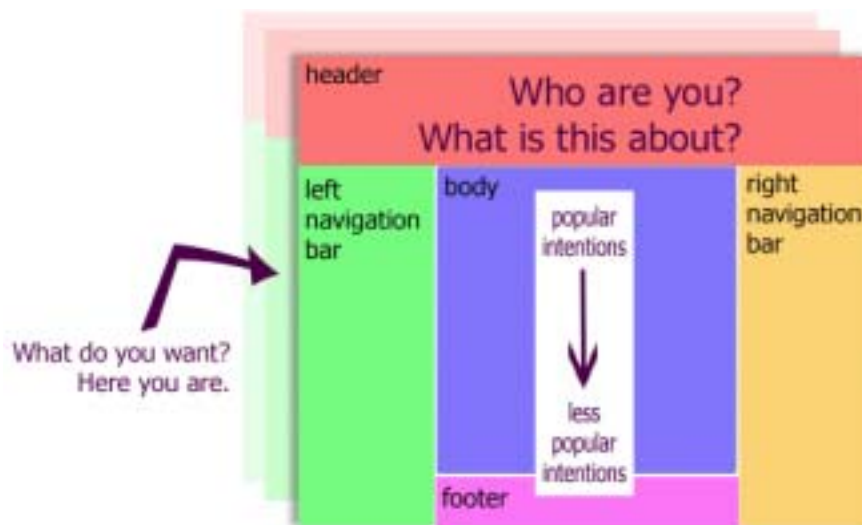 header
Who are you?
What is this about?
left
navigation
bar
body
popular
intentions
less
popular
intentions
right
navigation
bar
What do you want?
Here you are.
footer